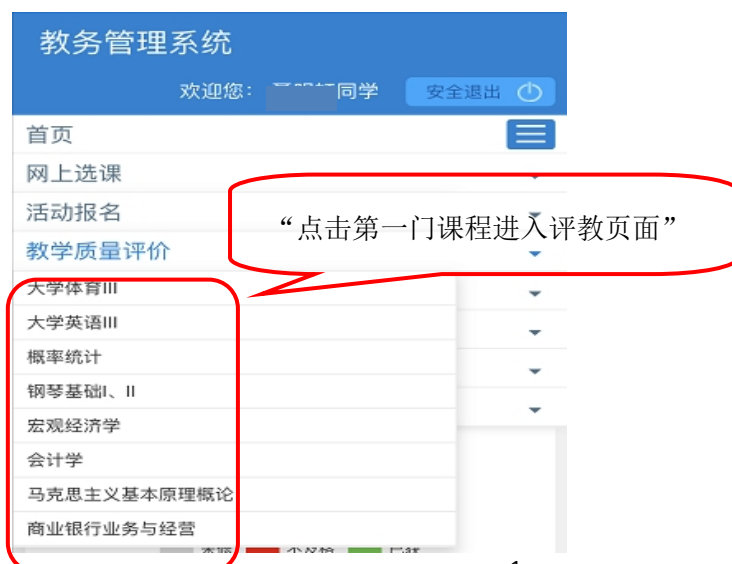 教务管理系统
欢迎您： 同学 安全退出
首页
网上选课
活动报名
“点击第一门课程进入评教页面”
教学质量评价
大学体育III
大学英语III
概率统计
钢琴基础I、II
宏观经济学
会计学
马克思主义基本原理概论
商业银行业务与经营